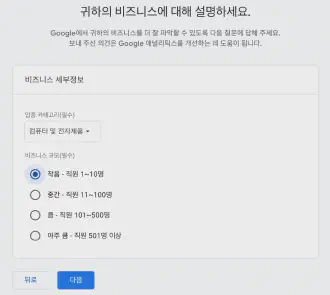 귀하의 비즈니스에 대해 설명하세요.
Google에서 귀하의 비즈니스를 더 잘 파악할 수 있도록 다음 질문에 답해 주세요.
보내 주신 의견은 Google 애널리틱스를 개선하는 데 도움이 됩니다.
비즈니스 세부정보
업종 카테고리(필수)
컴퓨터 및 전자제품
비즈니스 규모(필수)
작음 - 직원 1~10명
중간 - 직원 11~100명
큼 - 직원 101~500명
아주 큼 - 직원 501명 이상
뒤로 다음